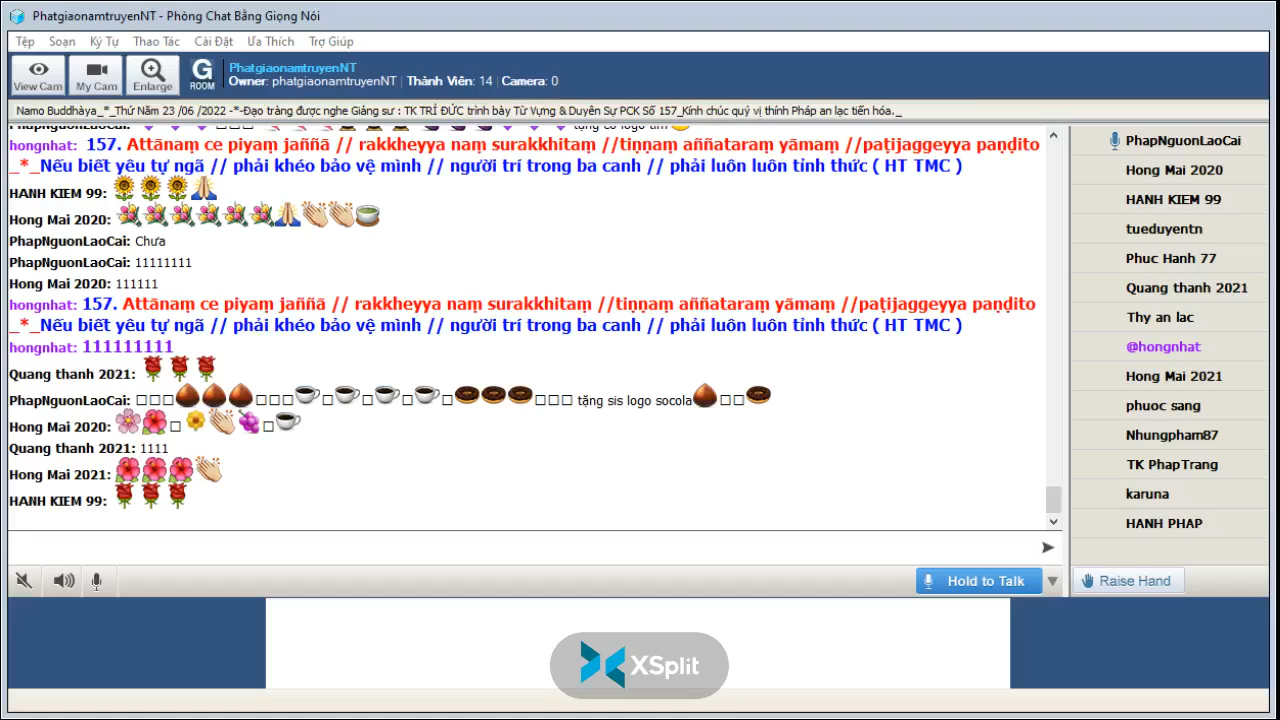 PhatgiaonamtruyenNT - Phòng Chat Bằng Giọng Nói
Tệp Soạn Ký Tự Thao Tác Cài Đặt Ưa Thích Trợ Giúp
View Cam My Cam Enlarge G ROOM
PhatgiaonamtruyenNT
Owner: phatgiaonamtruyenNT | Thành Viên: 14 | Camera: 0
Namo Buddhàya_*_Thứ Năm 23 /06 /2022 -*-Đạo tràng được nghe Giảng sư : TK TRÍ ĐỨC trình bày Từ Vựng & Duyên Sự PCK Số 157_Kính chúc quý vị thính Pháp an lạc tiến hóa._
PhapNguonLaoCai: tặng cô logo tím
hongnhat: 157. Attānaṃ ce piyaṃ jaññā // rakkheyya naṃ surakkhitaṃ //tiṇṇaṃ aññataraṃ yāmaṃ //paṭijaggeyya paṇḍito
_*_Nếu biết yêu tự ngã // phải khéo bảo vệ mình // người trí trong ba canh // phải luôn luôn tỉnh thức ( HT TMC )
HANH KIEM 99:
Hong Mai 2020:
PhapNguonLaoCai: Chưa
PhapNguonLaoCai: 11111111
Hong Mai 2020: 111111
hongnhat: 157. Attānaṃ ce piyaṃ jaññā // rakkheyya naṃ surakkhitaṃ //tiṇṇaṃ aññataraṃ yāmaṃ //paṭijaggeyya paṇḍito
_*_Nếu biết yêu tự ngã // phải khéo bảo vệ mình // người trí trong ba canh // phải luôn luôn tỉnh thức ( HT TMC )
hongnhat: 111111111
Quang thanh 2021:
PhapNguonLaoCai: tặng sis logo socola
Hong Mai 2020:
Quang thanh 2021: 1111
Hong Mai 2021:
HANH KIEM 99:
PhapNguonLaoCai
Hong Mai 2020
HANH KIEM 99
tueduyentn
Phuc Hanh 77
Quang thanh 2021
Thy an lac
@hongnhat
Hong Mai 2021
phuoc sang
Nhungpham87
TK PhapTrang
karuna
HANH PHAP
Hold to Talk
Raise Hand
XSplit